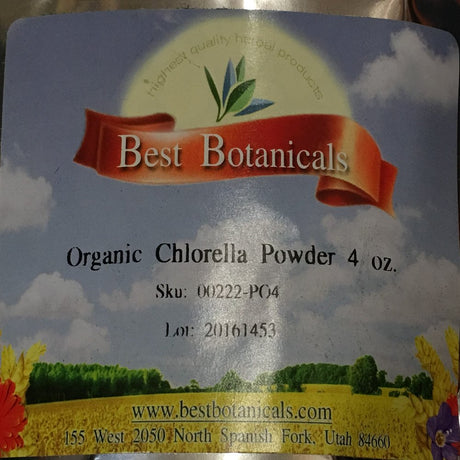 highest quality herbal products
Best Botanicals
Organic Chlorella Powder 4 oz.
Sku: 00222-PO4
Lot: 20161453
www.bestbotanicals.com
155 West 2050 North Spanish Fork, Utah 84660